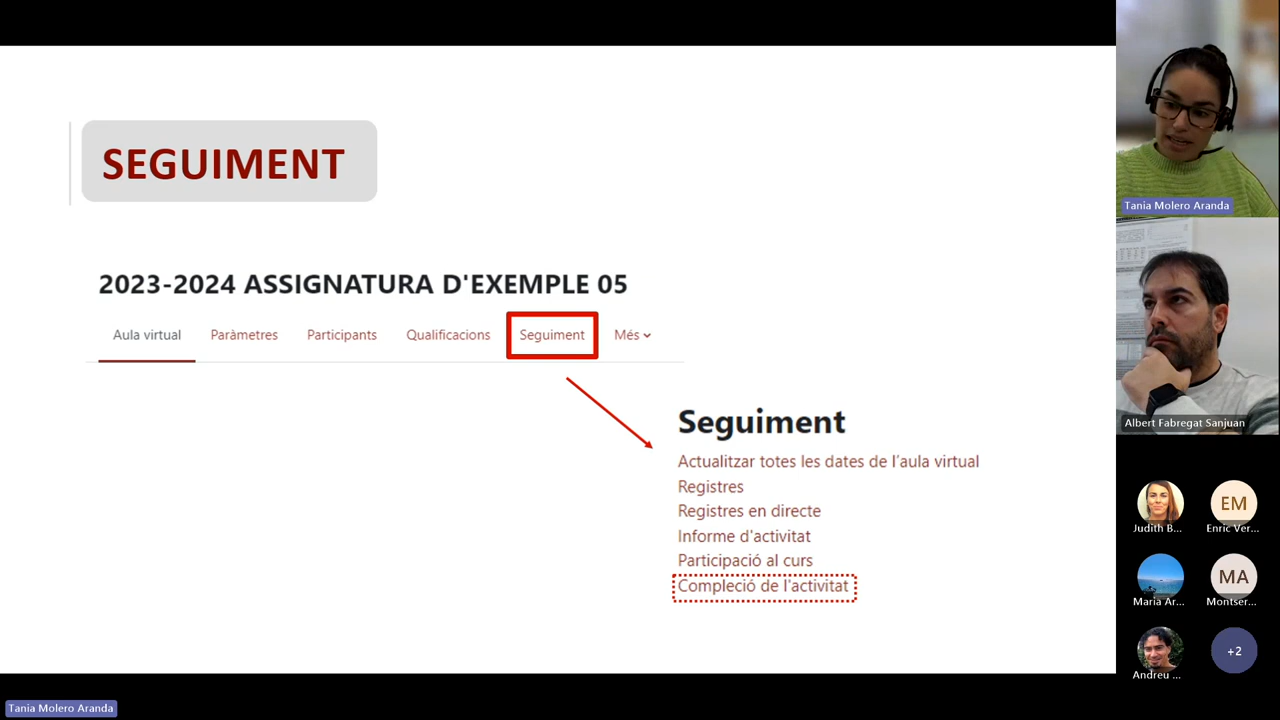 SEGUIMENT
2023-2024 ASSIGNATURA D'EXEMPLE 05
Aula virtual Paràmetres Participants Qualificacions Seguiment Més
Seguiment
Actualitzar totes les dates de l'aula virtual
Registres
Registres en directe
Informe d'activitat
Participació al curs
Compleció de l'activitat
Tania Molero Aranda
Albert Fabregat Sanjuan
EM
Judith B... Enric Ver...
MA
Maria Ar... Montser...
+2
Andreu ...
Tania Molero Aranda